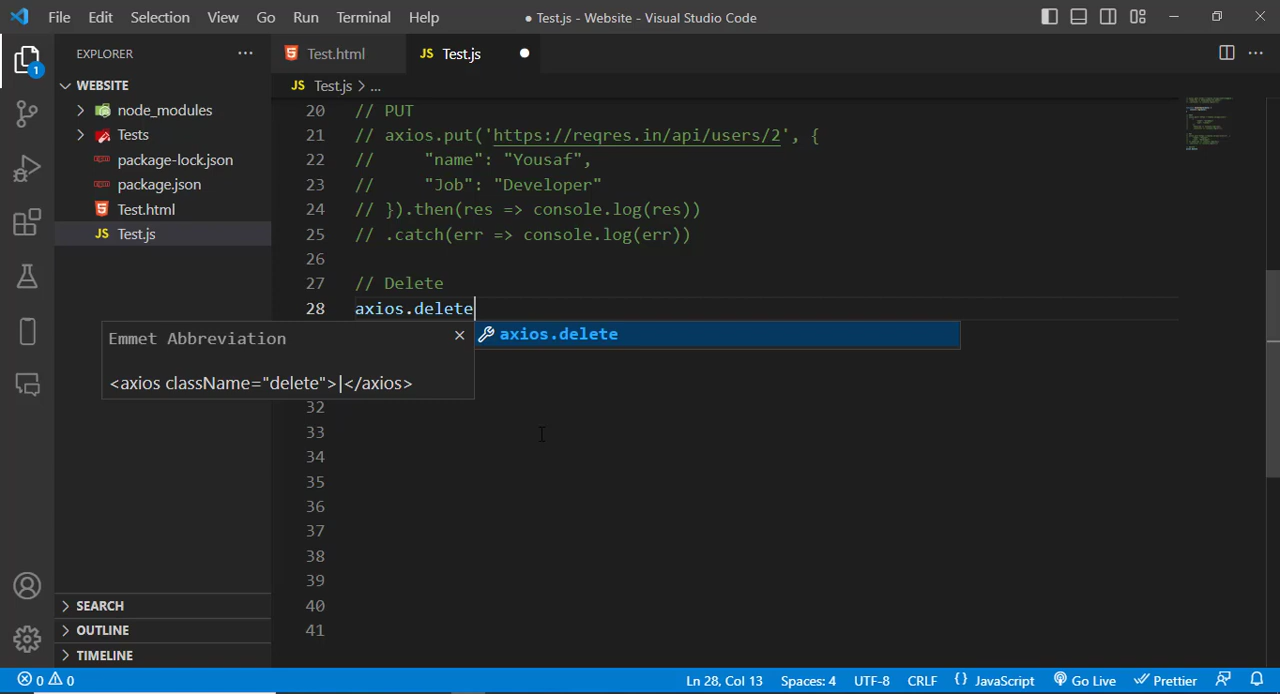 File Edit Selection View Go Run Terminal Help
● Test.js - Website - Visual Studio Code
EXPLORER ...
1
WEBSITE
node_modules
Tests
package-lock.json
package.json
Test.html
JS Test.js
SEARCH
OUTLINE
TIMELINE
Test.html
JS Test.js
JS Test.js > ...
20 // PUT
21 // axios.put('https://reqres.in/api/users/2', {
22 //     "name": "Yousaf",
23 //     "Job": "Developer"
24 // }).then(res => console.log(res))
25 // .catch(err => console.log(err))
26
27 // Delete
28 axios.delete
axios.delete
Emmet Abbreviation
<axios className="delete">|</axios>
32
33
34
35
36
37
38
39
40
41
0 0 Ln 28, Col 13 Spaces: 4 UTF-8 CRLF {} JavaScript Go Live Prettier